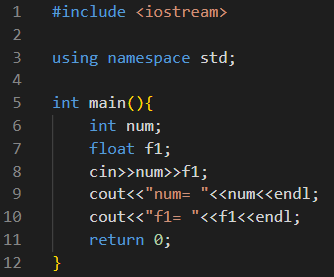 1 #include <iostream>
2
3 using namespace std;
4
5 int main(){
6     int num;
7     float f1;
8     cin>>num>>f1;
9     cout<<"num= "<<num<<endl;
10     cout<<"f1= "<<f1<<endl;
11     return 0;
12 }